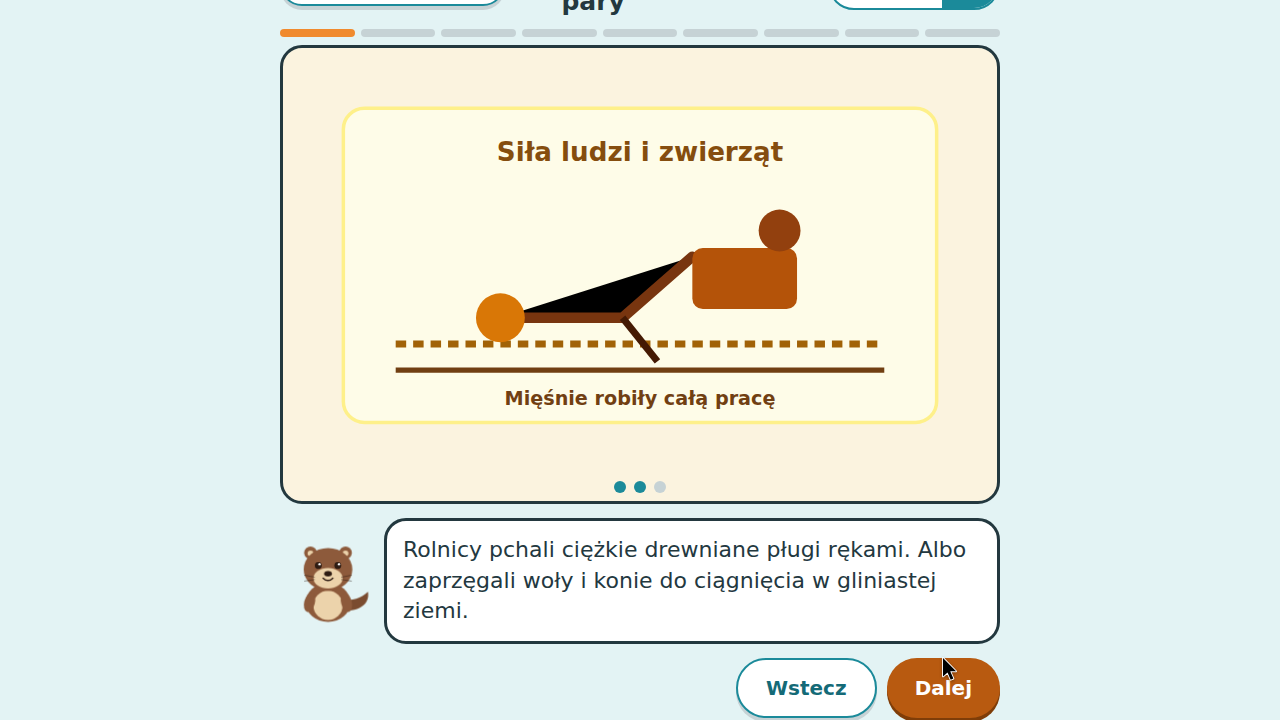 pary
Siła ludzi i zwierząt
Mięśnie robiły całą pracę
Rolnicy pchali ciężkie drewniane pługi rękami. Albo
zaprzęgali woły i konie do ciągnięcia w gliniastej
ziemi.
Wstecz
Dalej